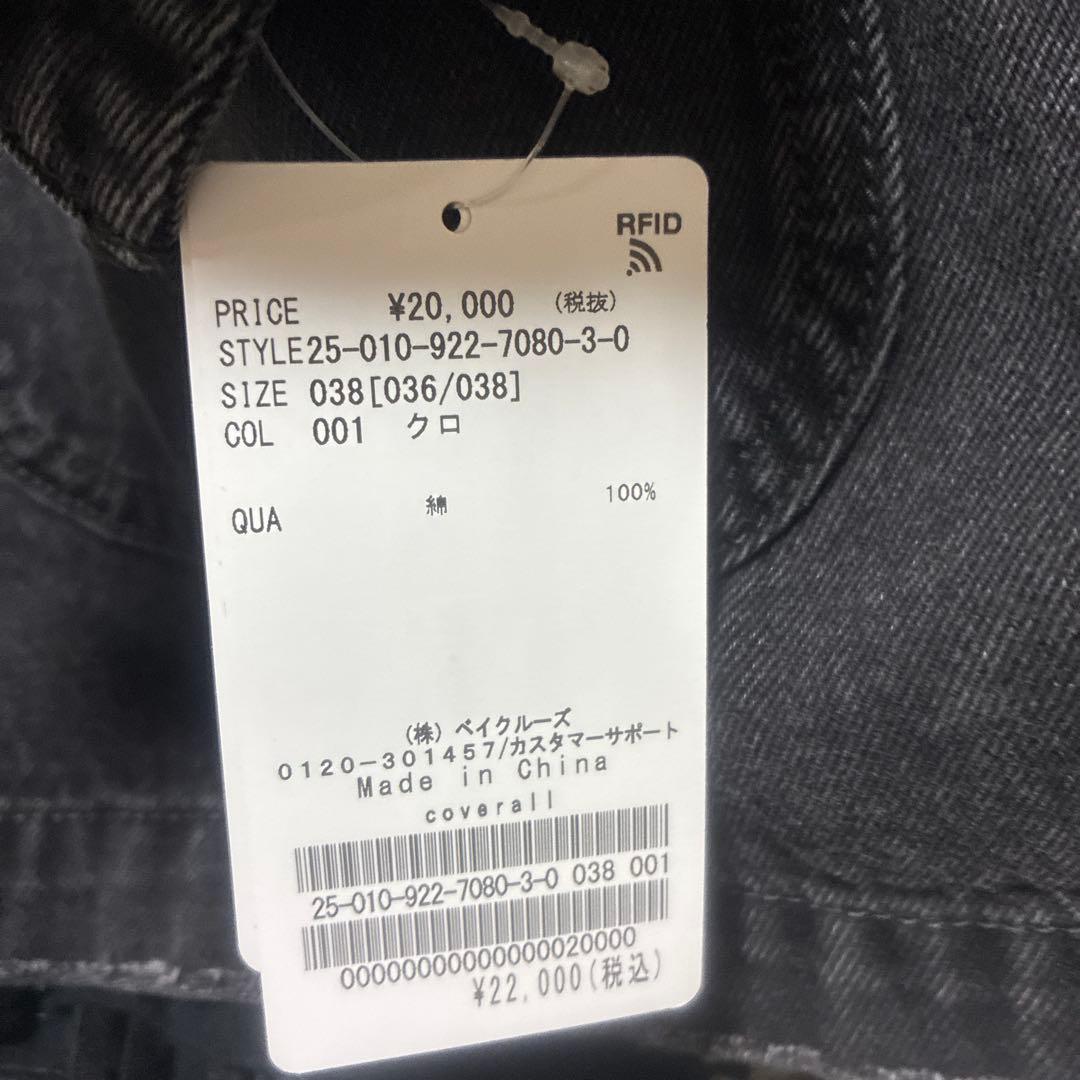 RFID
PRICE ¥20,000 (税抜)
STYLE25-010-922-7080-3-0
SIZE 038[036/038]
COL 001 クロ
QUA 綿 100%
(株)ベイクルーズ
0120-301457/カスタマーサポート
Made in China
coverall
25-010-922-7080-3-0 038 001
00000000000000020000
¥22,000(税込)